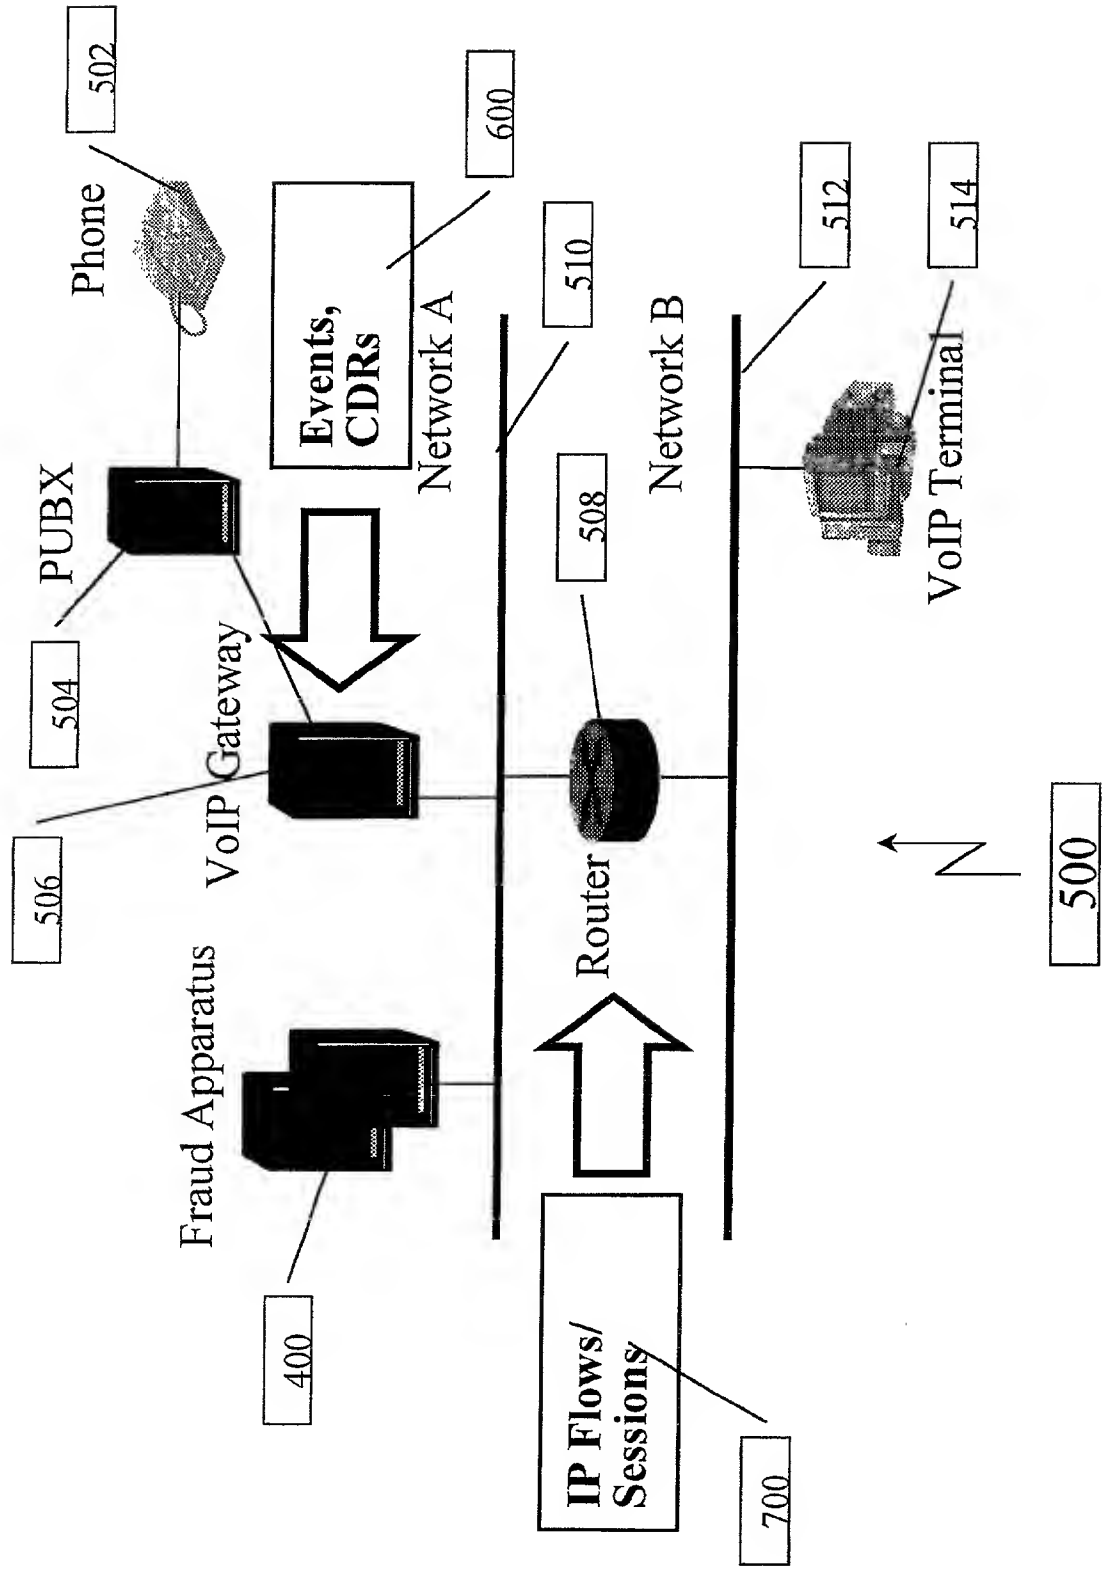 506
504
502
PUBX
Phone
Fraud Apparatus
VoIP Gateway
400
Events,
CDRs
600
Network A
510
IP Flows/
Sessions
Router
508
Network B
700
512
VoIP Terminal
514
500